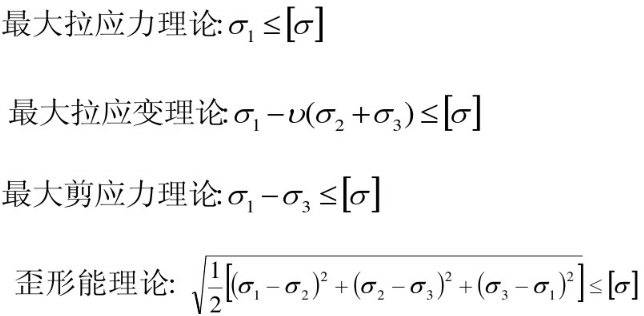 最大拉应力理论:σ₁ ≤ [σ]
最大拉应变理论:σ₁ − υ(σ₂ + σ₃) ≤ [σ]
最大剪应力理论:σ₁ − σ₃ ≤ [σ]
歪形能理论: √(1/2[(σ₁ − σ₂)² + (σ₂ − σ₃)² + (σ₃ − σ₁)²]) ≤ [σ]